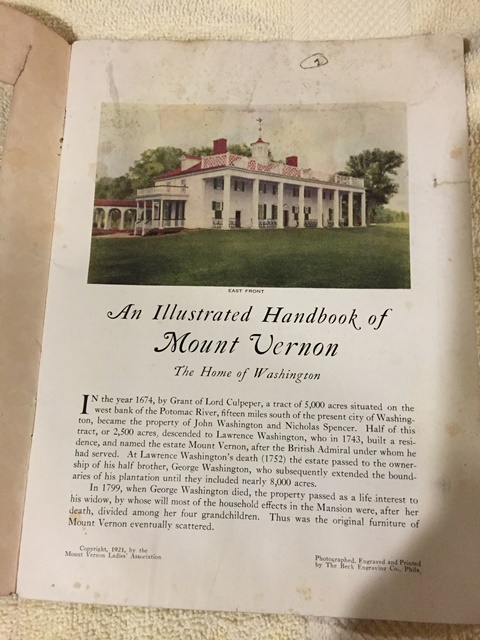 2
EAST FRONT
An Illustrated Handbook of
Mount Vernon
The Home of Washington
IN the year 1674, by Grant of Lord Culpeper, a tract of 5,000 acres situated on the
west bank of the Potomac River, fifteen miles south of the present city of Washing-
ton, became the property of John Washington and Nicholas Spencer. Half of this
tract, or 2,500 acres, descended to Lawrence Washington, who in 1743, built a resi-
dence, and named the estate Mount Vernon, after the British Admiral under whom he
had served. At Lawrence Washington's death (1752) the estate passed to the owner-
ship of his half brother, George Washington, who subsequently extended the bound-
aries of his plantation until they included nearly 8,000 acres.
In 1799, when George Washington died, the property passed as a life interest to
his widow, by whose will most of the household effects in the Mansion were, after her
death, divided among her four grandchildren. Thus was the original furniture of
Mount Vernon eventually scattered.
Copyright, 1921, by the
Mount Vernon Ladies' Association
Photographed, Engraved and Printed
by The Beck Engraving Co., Phila.